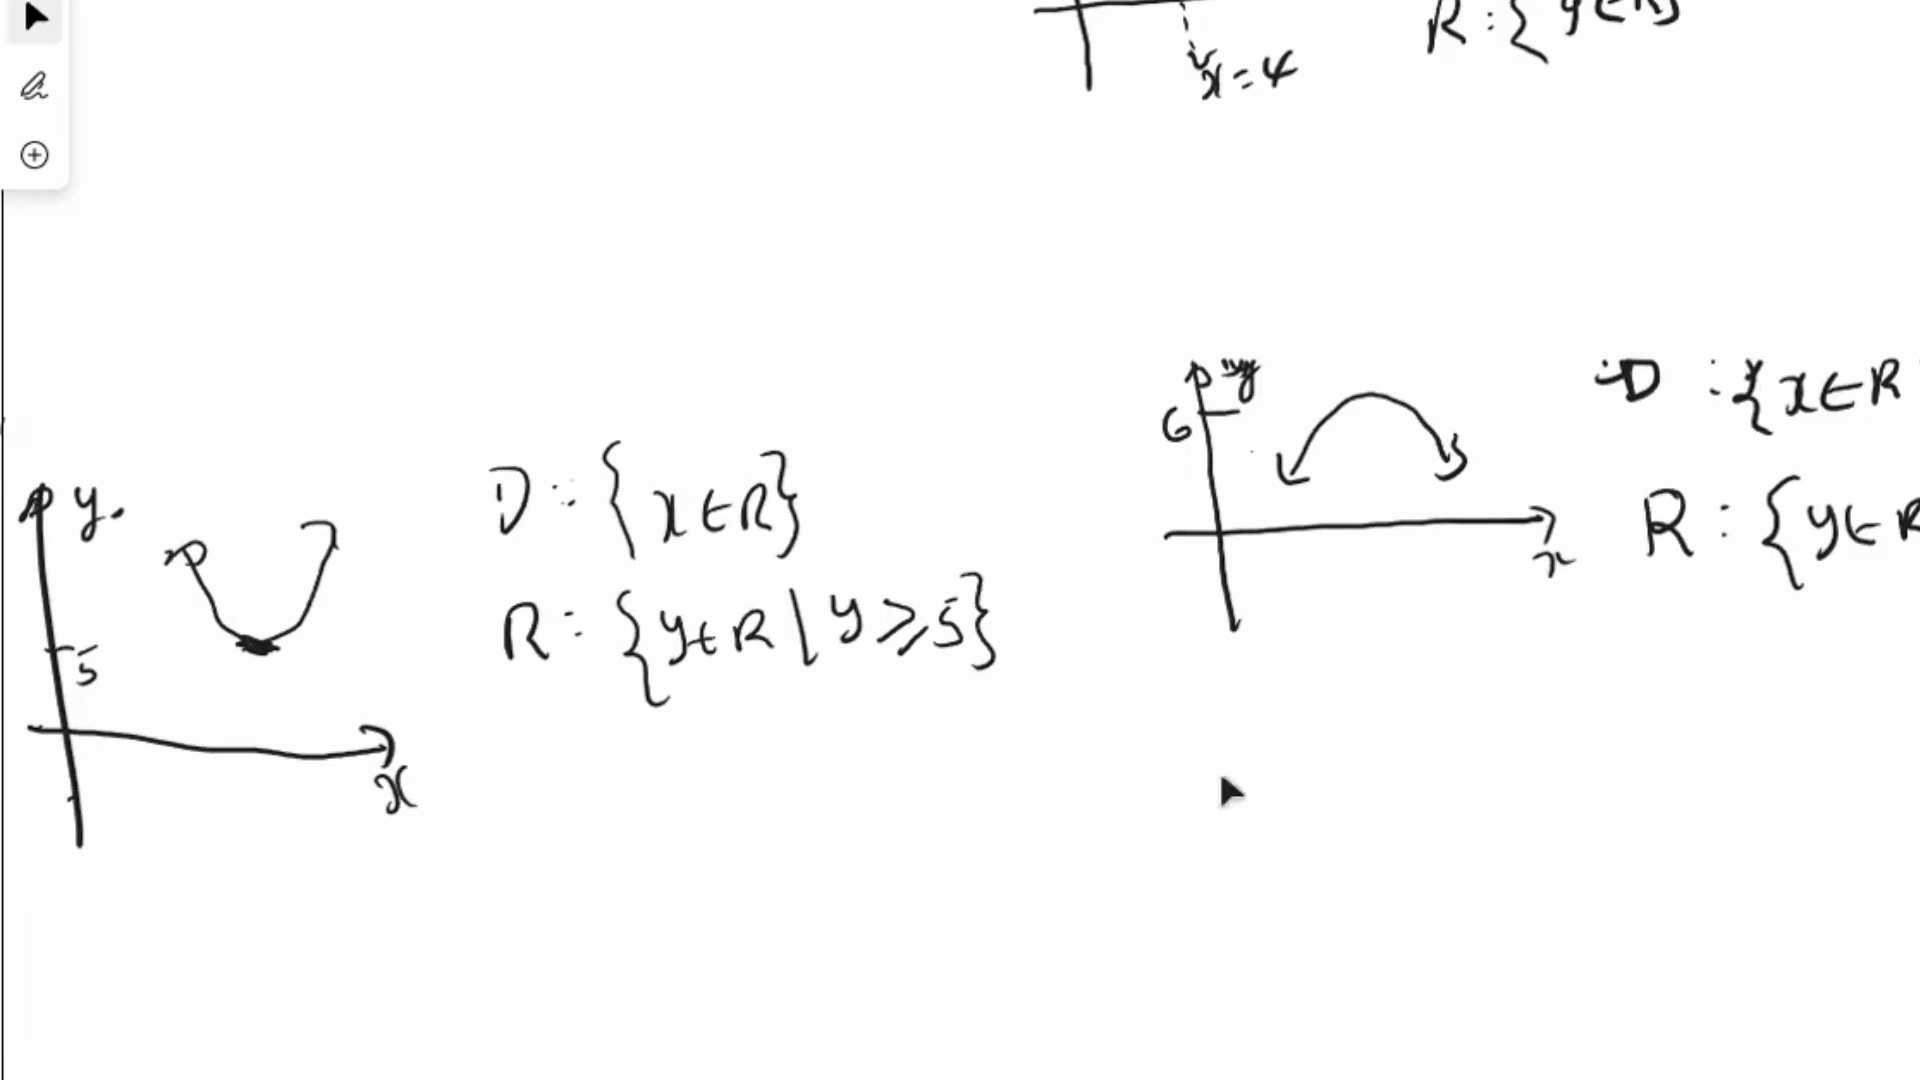 R : { y ∈ R }
x = 4
y
6
D : { x ∈ R
R : { y ∈ R
x
y
5
x
D : { x ∈ R }
R : { y ∈ R | y ⩾ 5 }